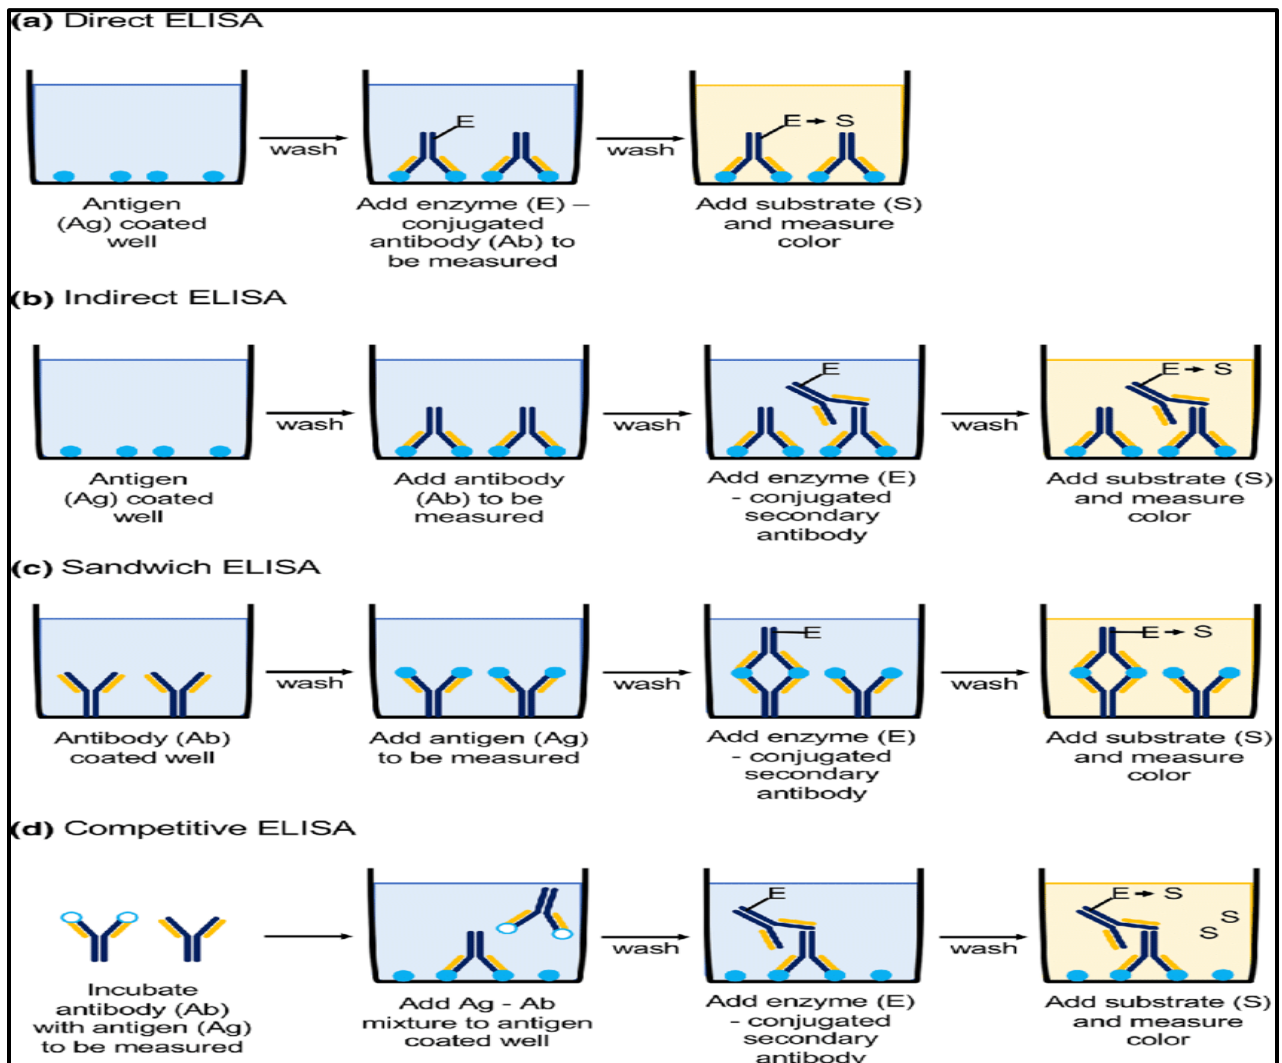 (a) Direct ELISA
E
E → S
wash
wash
Antigen
(Ag) coated
well
Add enzyme (E) –
conjugated
antibody (Ab) to
be measured
Add substrate (S)
and measure
color
(b) Indirect ELISA
E
E → S
wash
wash
wash
Antigen
(Ag) coated
well
Add antibody
(Ab) to be
measured
Add enzyme (E)
- conjugated
secondary
antibody
Add substrate (S)
and measure
color
(c) Sandwich ELISA
E
E → S
wash
wash
wash
Antibody (Ab)
coated well
Add antigen (Ag)
to be measured
Add enzyme (E)
- conjugated
secondary
antibody
Add substrate (S)
and measure
color
(d) Competitive ELISA
E
E → S
S
S
wash
wash
Incubate
antibody (Ab)
with antigen (Ag)
to be measured
Add Ag - Ab
mixture to antigen
coated well
Add enzyme (E)
- conjugated
secondary
antibody
Add substrate (S)
and measure
color